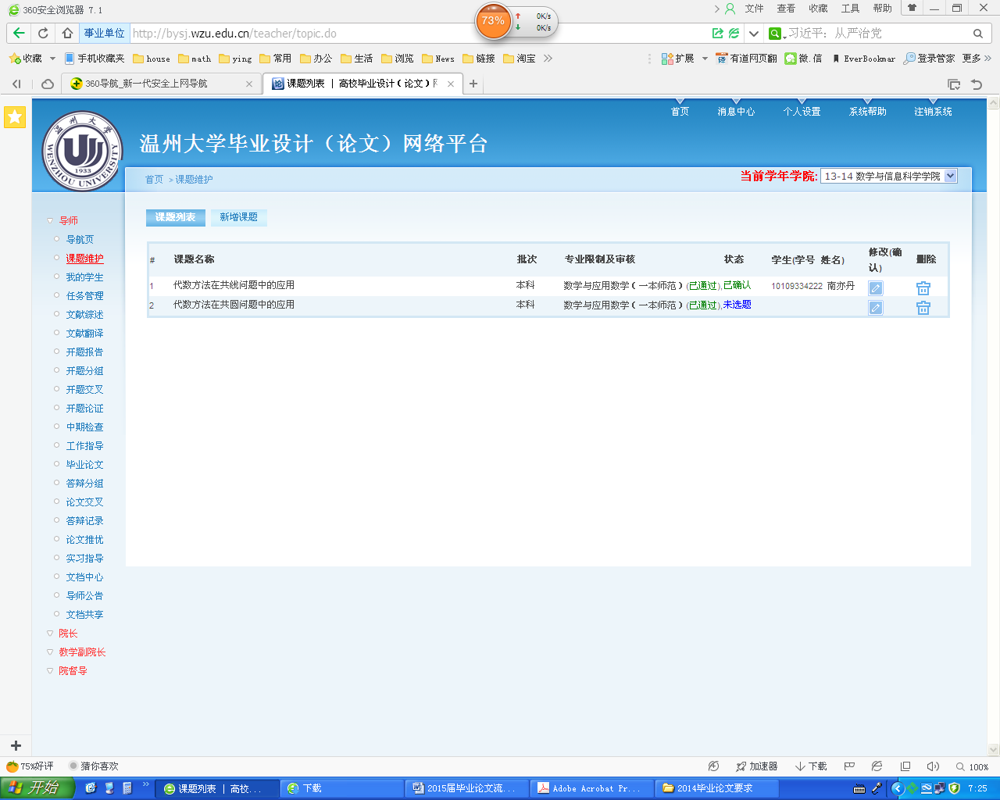 360安全浏览器 7.1
文件 查看 收藏 工具 帮助
73%
0K/s
0K/s
事业单位 http://bysj.wzu.edu.cn/teacher/topic.do
习近平：从严治党
收藏 手机收藏夹 house math ying 常用 办公 生活 浏览 News 链接 淘宝 扩展 有道网页翻 微.信 EverBookmar 登录管家 更多
360导航_新一代安全上网导航
课题列表 | 高校毕业设计（论文）网
首页 消息中心 个人设置 系统帮助 注销系统
温州大学
WENZHOU UNIVERSITY
1933
温州大学毕业设计（论文）网络平台
首页 >课题维护
当前学年学院: 13-14 数学与信息科学学院
课题列表 新增课题
# 课题名称 批次 专业限制及审核 状态 学生(学号 姓名) 修改(确认) 删除
1 代数方法在共线问题中的应用 本科 数学与应用数学（一本师范）(已通过),已确认 10109334222 南亦丹
2 代数方法在共圆问题中的应用 本科 数学与应用数学（一本师范）(已通过),未选题
导师
导航页
课题维护
我的学生
任务管理
文献综述
文献翻译
开题报告
开题分组
开题交叉
开题论证
中期检查
工作指导
毕业论文
答辩分组
论文交叉
答辩记录
论文推优
实习指导
文档中心
导师公告
文档共享
院长
教学副院长
院督导
75%好评 猜你喜欢
加速器 下载 100%
开始
课题列表 | 高校...
下载
2015届毕业论文流...
Adobe Acrobat Pr...
2014毕业论文要求
7:25